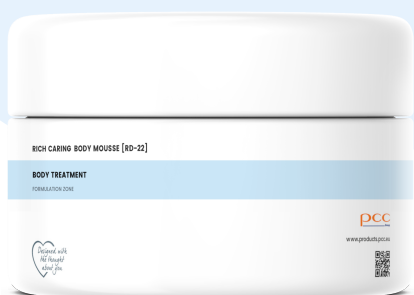 RICH CARING BODY MOUSSE [RD-22]
BODY TREATMENT
FORMULATION ZONE
pcc
www.products.pcc.eu
Designed with
the thought
about you